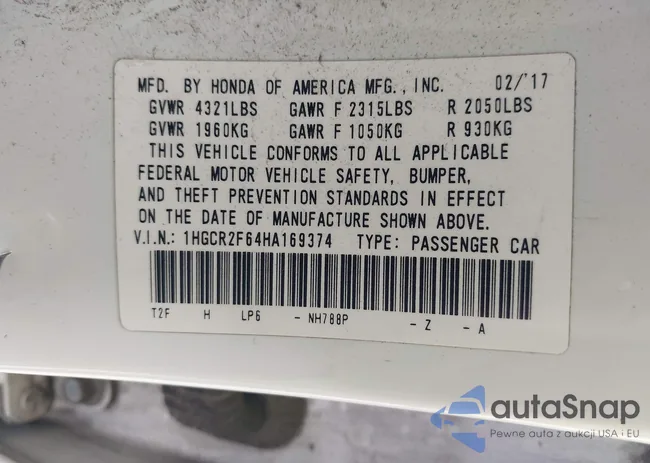 MFD. BY HONDA OF AMERICA MFG., INC. 02/'17
GVWR 4321LBS GAWR F 2315LBS R 2050LBS
GVWR 1960KG GAWR F 1050KG R 930KG
THIS VEHICLE CONFORMS TO ALL APPLICABLE
FEDERAL MOTOR VEHICLE SAFETY, BUMPER,
AND THEFT PREVENTION STANDARDS IN EFFECT
ON THE DATE OF MANUFACTURE SHOWN ABOVE.
V.I.N.: 1HGCR2F64HA169374 TYPE: PASSENGER CAR
T2F H LP6 - NH788P - Z - A
autaSnap
Pewne auta z aukcji USA i EU